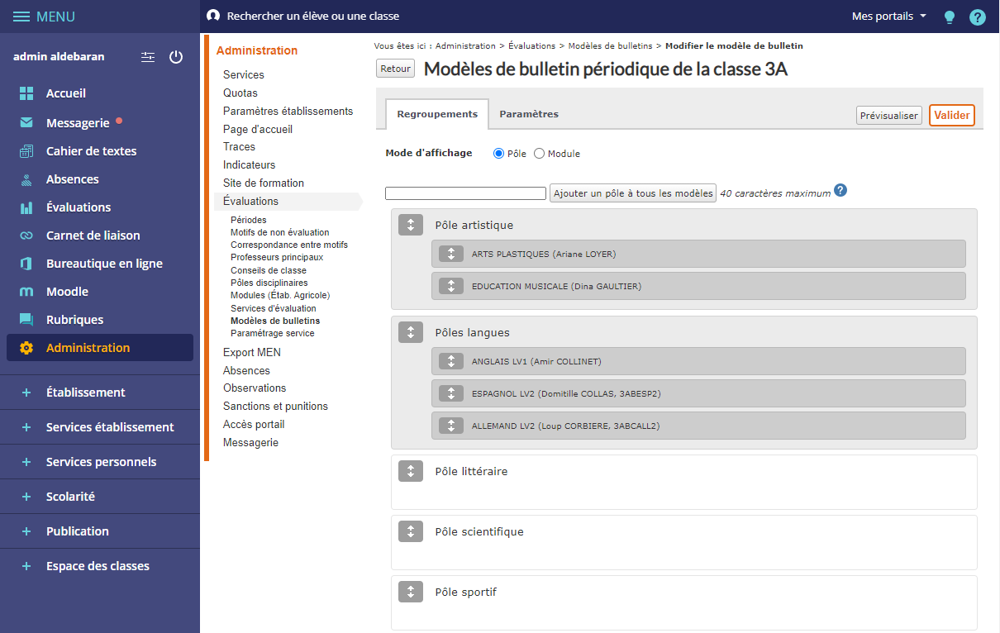 MENU
Rechercher un élève ou une classe
Mes portails
?
admin aldebaran
Accueil
Messagerie
Cahier de textes
Absences
Évaluations
Carnet de liaison
Bureautique en ligne
Moodle
Rubriques
Administration
Établissement
Services établissement
Services personnels
Scolarité
Publication
Espace des classes
Administration
Services
Quotas
Paramètres établissements
Page d'accueil
Traces
Indicateurs
Site de formation
Évaluations
Périodes
Motifs de non évaluation
Correspondance entre motifs
Professeurs principaux
Conseils de classe
Pôles disciplinaires
Modules (Étab. Agricole)
Services d'évaluation
Modèles de bulletins
Paramétrage service
Export MEN
Absences
Observations
Sanctions et punitions
Accès portail
Messagerie
Vous êtes ici : Administration > Évaluations > Modèles de bulletins > Modifier le modèle de bulletin
Retour Modèles de bulletin périodique de la classe 3A
Regroupements Paramètres Prévisualiser Valider
Mode d'affichage Pôle Module
Ajouter un pôle à tous les modèles 40 caractères maximum ?
Pôle artistique
ARTS PLASTIQUES (Ariane LOYER)
EDUCATION MUSICALE (Dina GAULTIER)
Pôles langues
ANGLAIS LV1 (Amir COLLINET)
ESPAGNOL LV2 (Domitille COLLAS, 3ABESP2)
ALLEMAND LV2 (Loup CORBIERE, 3ABCALL2)
Pôle littéraire
Pôle scientifique
Pôle sportif